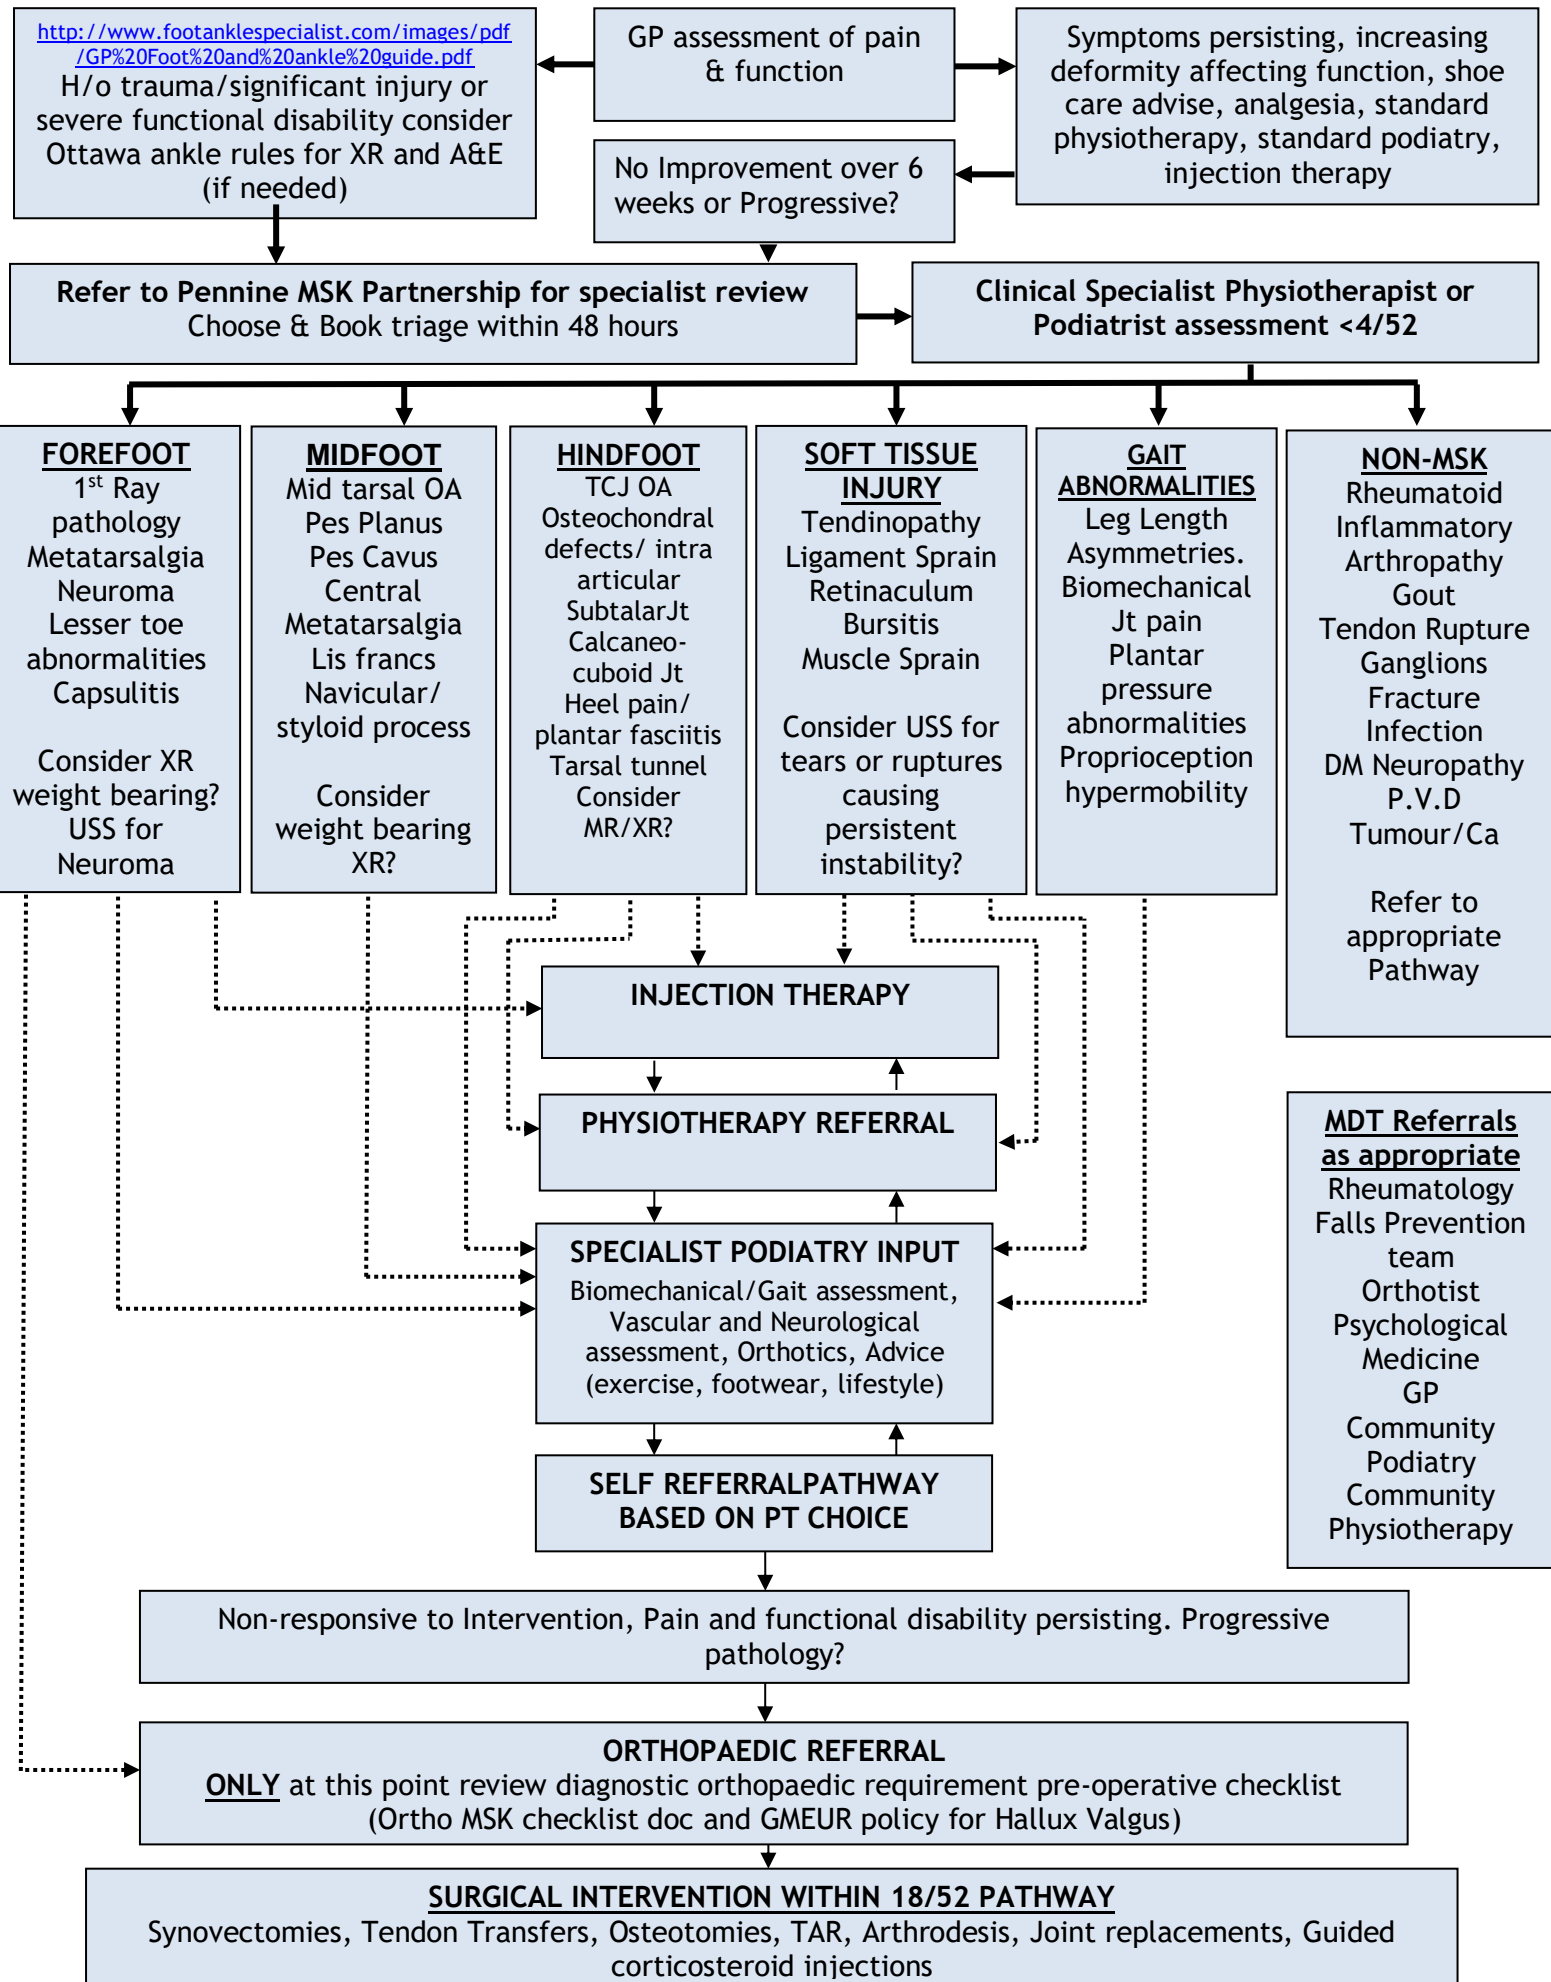 http://www.footanklespecialist.com/images/pdf
/GP%20Foot%20and%20ankle%20guide.pdf
H/o trauma/significant injury or
severe functional disability consider
Ottawa ankle rules for XR and A&E
(if needed)
GP assessment of pain
& function
Symptoms persisting, increasing
deformity affecting function, shoe
care advise, analgesia, standard
physiotherapy, standard podiatry,
injection therapy
No Improvement over 6
weeks or Progressive?
Refer to Pennine MSK Partnership for specialist review
Choose & Book triage within 48 hours
Clinical Specialist Physiotherapist or
Podiatrist assessment <4/52
FOREFOOT
1st Ray
pathology
Metatarsalgia
Neuroma
Lesser toe
abnormalities
Capsulitis
Consider XR
weight bearing?
USS for
Neuroma
MIDFOOT
Mid tarsal OA
Pes Planus
Pes Cavus
Central
Metatarsalgia
Lis francs
Navicular/
styloid process
Consider
weight bearing
XR?
HINDFOOT
TCJ OA
Osteochondral
defects/ intra
articular
SubtalarJt
Calcaneo-
cuboid Jt
Heel pain/
plantar fasciitis
Tarsal tunnel
Consider
MR/XR?
SOFT TISSUE
INJURY
Tendinopathy
Ligament Sprain
Retinaculum
Bursitis
Muscle Sprain
Consider USS for
tears or ruptures
causing
persistent
instability?
GAIT
ABNORMALITIES
Leg Length
Asymmetries.
Biomechanical
Jt pain
Plantar
pressure
abnormalities
Proprioception
hypermobility
NON-MSK
Rheumatoid
Inflammatory
Arthropathy
Gout
Tendon Rupture
Ganglions
Fracture
Infection
DM Neuropathy
P.V.D
Tumour/Ca
Refer to
appropriate
Pathway
INJECTION THERAPY
PHYSIOTHERAPY REFERRAL
SPECIALIST PODIATRY INPUT
Biomechanical/Gait assessment,
Vascular and Neurological
assessment, Orthotics, Advice
(exercise, footwear, lifestyle)
SELF REFERRALPATHWAY
BASED ON PT CHOICE
MDT Referrals
as appropriate
Rheumatology
Falls Prevention
team
Orthotist
Psychological
Medicine
GP
Community
Podiatry
Community
Physiotherapy
Non-responsive to Intervention, Pain and functional disability persisting. Progressive
pathology?
ORTHOPAEDIC REFERRAL
ONLY at this point review diagnostic orthopaedic requirement pre-operative checklist
(Ortho MSK checklist doc and GMEUR policy for Hallux Valgus)
SURGICAL INTERVENTION WITHIN 18/52 PATHWAY
Synovectomies, Tendon Transfers, Osteotomies, TAR, Arthrodesis, Joint replacements, Guided
corticosteroid injections